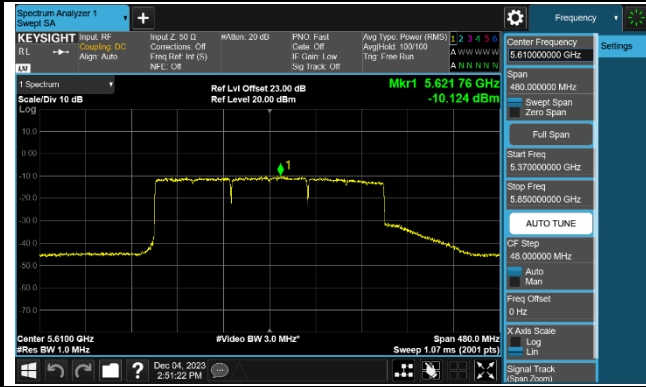 Spectrum Analyzer 1
Swept SA
Frequency
KEYSIGHT
RL
LXI
Input: RF
Coupling: DC
Align: Auto
Input Z: 50 Ω
Corrections: Off
Freq Ref: Int (S)
NFE: Off
#Atten: 20 dB
PNO: Fast
Gate: Off
IF Gain: Low
Sig Track: Off
Avg Type: Power (RMS)
Avg|Hold: 100/100
Trig: Free Run
1 2 3 4 5 6
A W W W W W
A N N N N N
1 Spectrum
Scale/Div 10 dB
Log
Ref Lvl Offset 23.00 dB
Ref Level 20.00 dBm
Mkr1 5.621 76 GHz
-10.124 dBm
10.0
0.00
-10.0
-20.0
-30.0
-40.0
-50.0
-60.0
-70.0
1
Center 5.6100 GHz
#Res BW 1.0 MHz
#Video BW 3.0 MHz*
Span 480.0 MHz
Sweep 1.07 ms (2001 pts)
Dec 04, 2023
2:51:22 PM
Center Frequency
5.610000000 GHz
Settings
Span
480.000000 MHz
Swept Span
Zero Span
Full Span
Start Freq
5.370000000 GHz
Stop Freq
5.850000000 GHz
AUTO TUNE
CF Step
48.000000 MHz
Auto
Man
Freq Offset
0 Hz
X Axis Scale
Log
Lin
Signal Track
(Span Zoom)